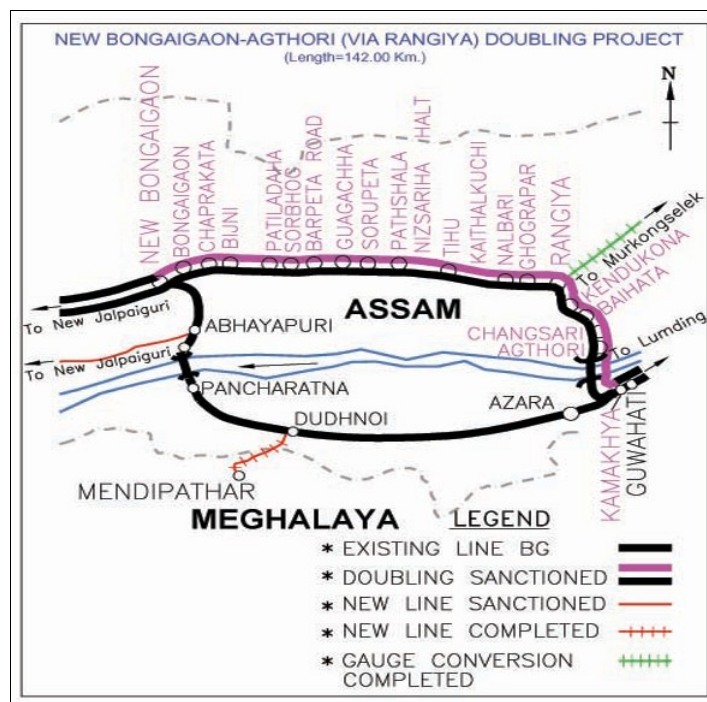 NEW BONGAIGAON-AGTHORI (VIA RANGIYA) DOUBLING PROJECT
(Length=142.00 Km.)
N
NEW BONGAIGAON
BONGAIGAON
CHAPRAKATA
BIJNI
PATILADAHA
SORBHOG
BARPETA ROAD
GUAGACHHA
SORUPETA
PATHSHALA
NIZSARIHA HALT
TIHU
KAITHALKUCHI
NALBARI
GHOGRAPAR
RANGIYA
To Murkongselek
KENDUKONA
BAIHATA
ASSAM
To New Jalpaiguri
ABHAYAPURI
CHANGSARI
AGTHORI
To Lumding
To New Jalpaiguri
PANCHARATNA
AZARA
DUDHNOI
KAMAKHYA
GUWAHATI
MENDIPATHAR
MEGHALAYA
LEGEND
* EXISTING LINE BG
* DOUBLING SANCTIONED
* NEW LINE SANCTIONED
* NEW LINE COMPLETED
* GAUGE CONVERSION
COMPLETED